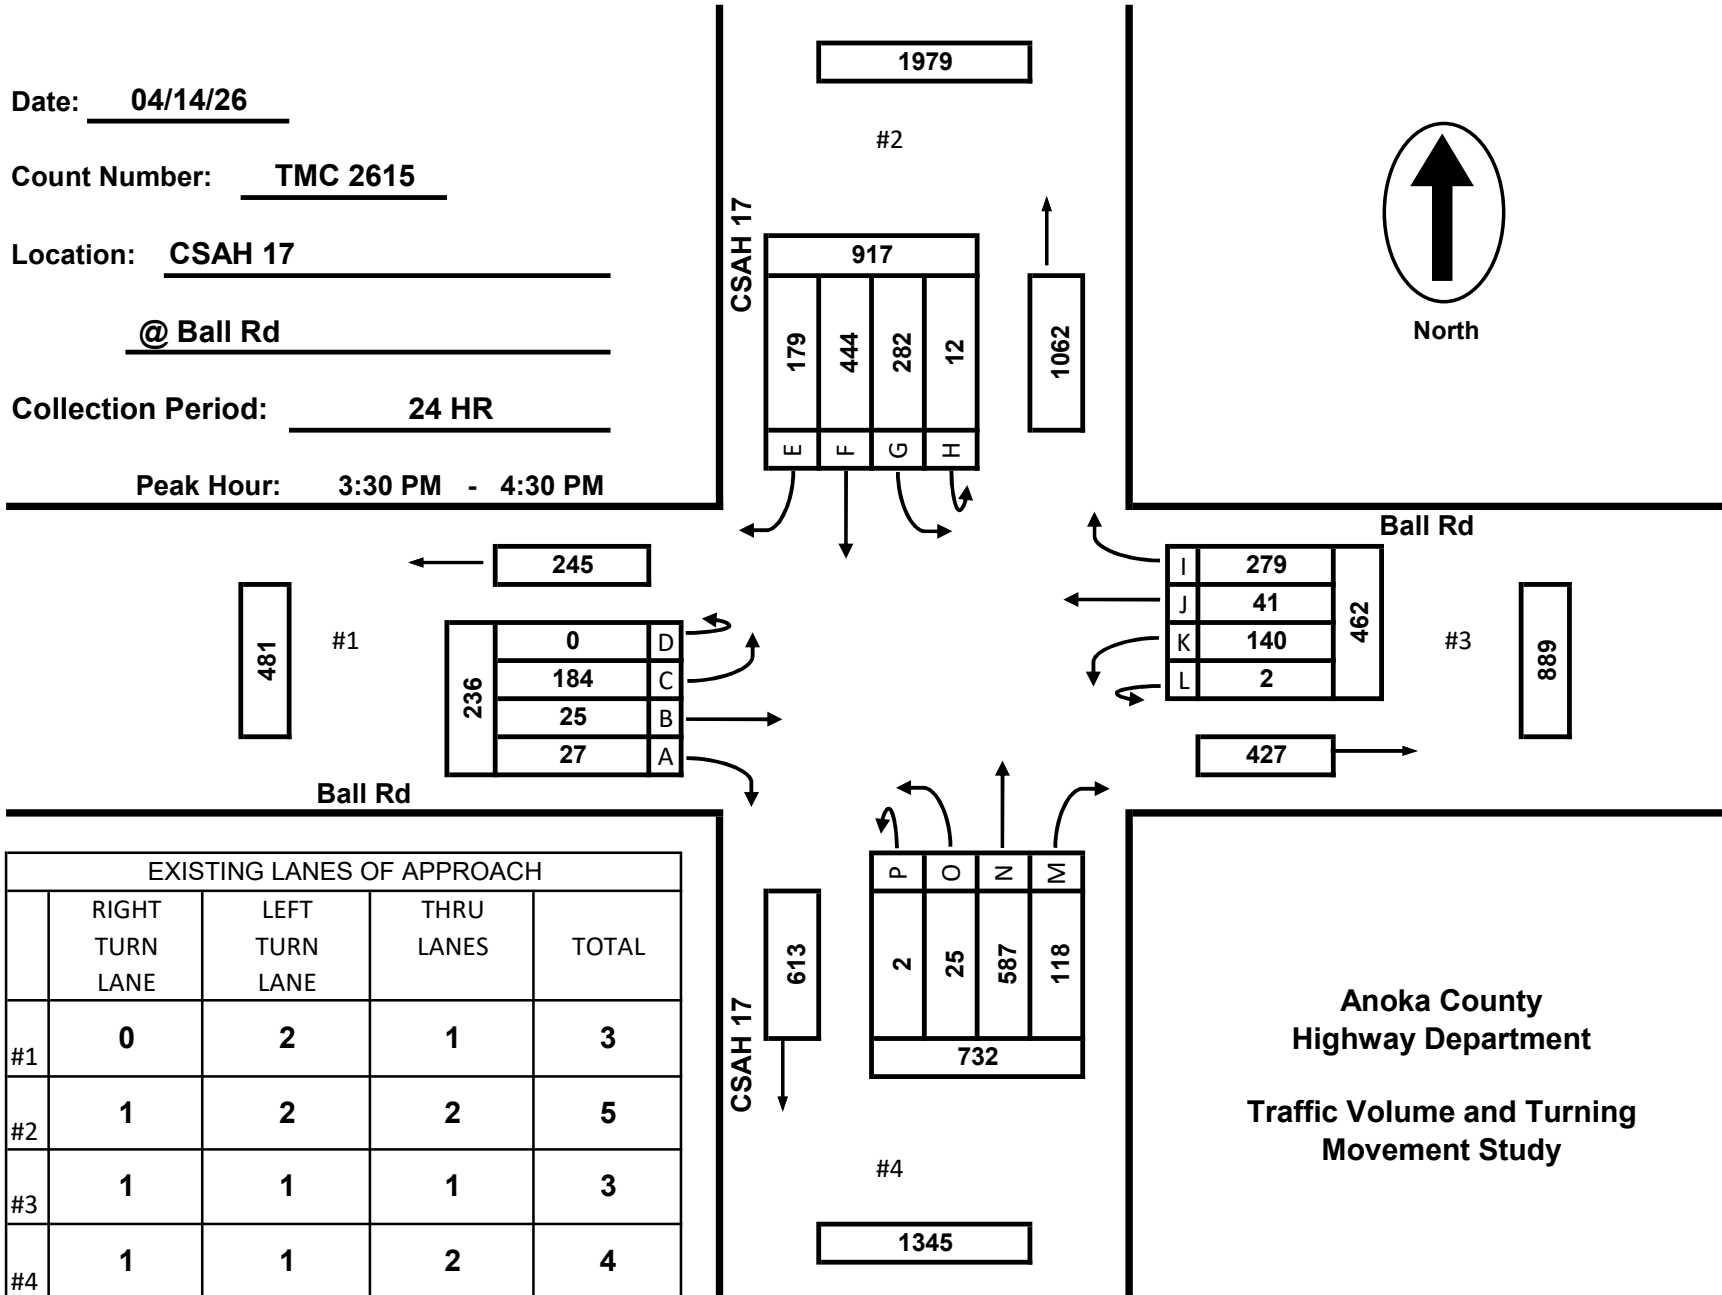 Date: 04/14/26
Count Number: TMC 2615
Location: CSAH 17
@ Ball Rd
Collection Period: 24 HR
Peak Hour: 3:30 PM - 4:30 PM
1979
#2
CSAH 17
917
179 444 282 12
E F G H
1062
North
Ball Rd
245
481
#1
236
0 D
184 C
25 B
27 A
Ball Rd
I 279
J 41
K 140
L 2
462
#3
889
427
P O N M
2 25 587 118
732
613
CSAH 17
#4
1345
EXISTING LANES OF APPROACH
RIGHT LEFT THRU
TURN TURN LANES TOTAL
LANE LANE
#1 0 2 1 3
#2 1 2 2 5
#3 1 1 1 3
#4 1 1 2 4
Anoka County
Highway Department
Traffic Volume and Turning
Movement Study